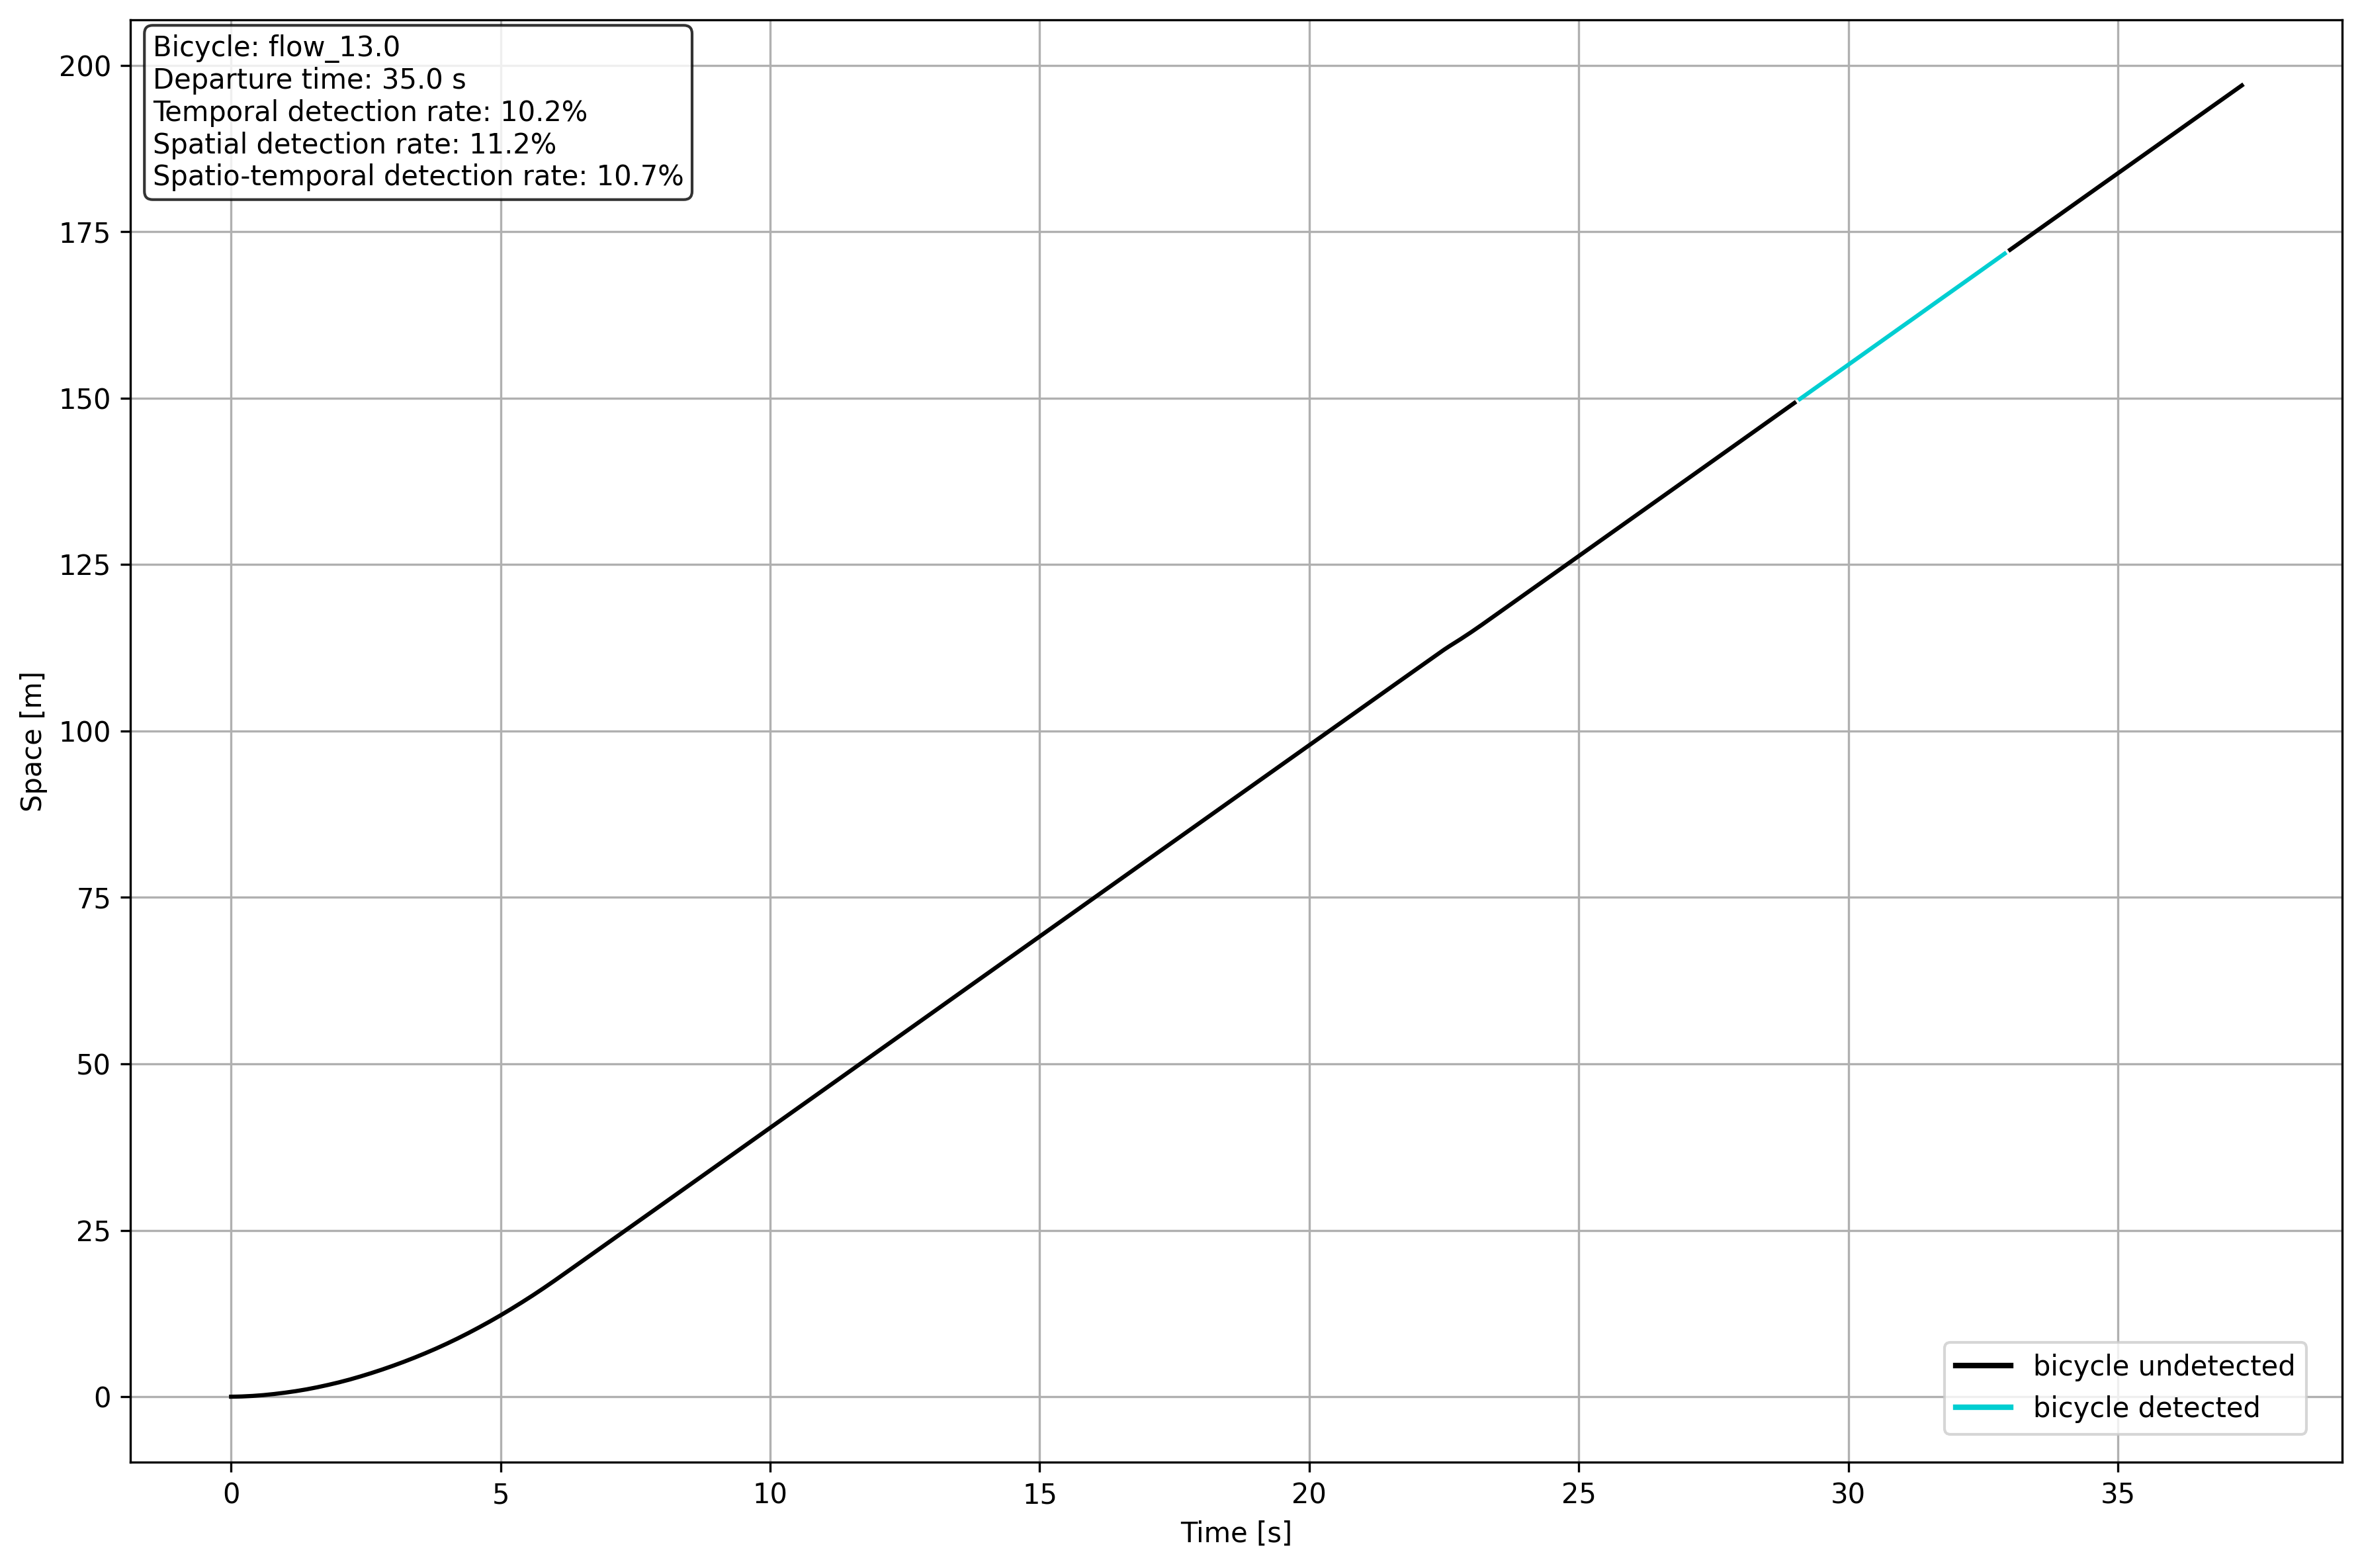 Bicycle: flow_13.0
Departure time: 35.0 s
Temporal detection rate: 10.2%
Spatial detection rate: 11.2%
Spatio-temporal detection rate: 10.7%
200
175
150
125
100
75
50
25
0
Space [m]
bicycle undetected
bicycle detected
0 5 10 15 20 25 30 35
Time [s]